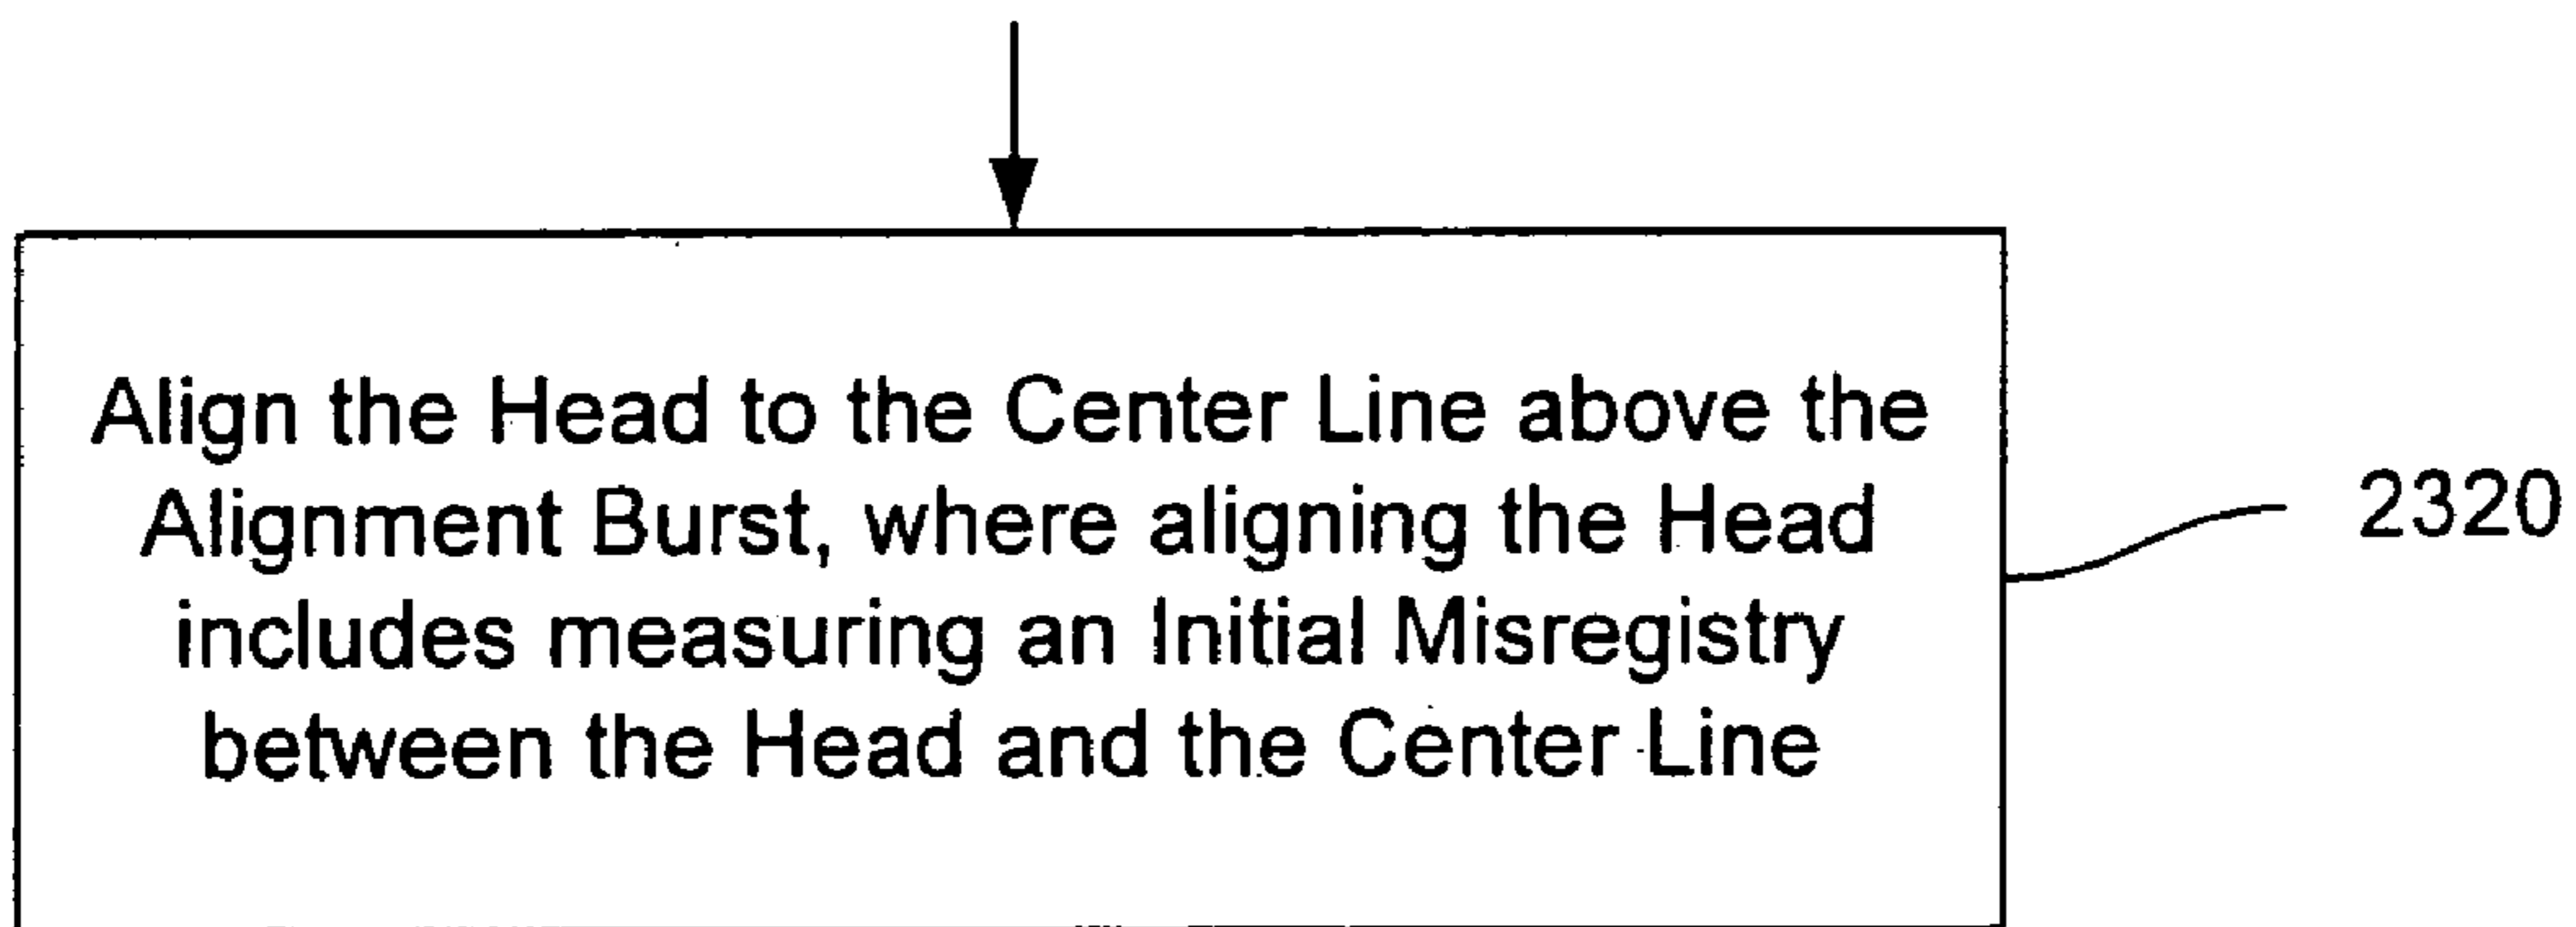 Align the Head to the Center Line above the
Alignment Burst, where aligning the Head
includes measuring an Initial Misregistry
between the Head and the Center Line
2320